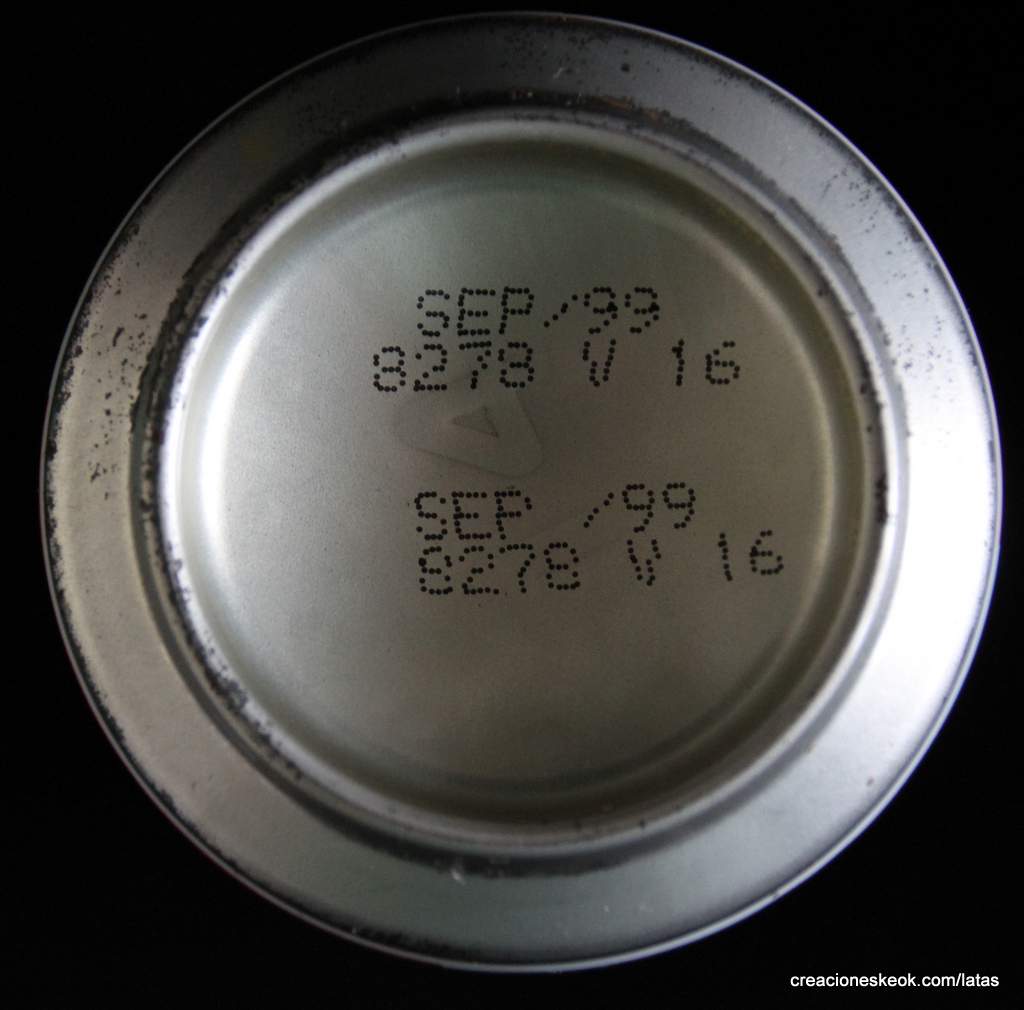 SEP/99
8278 V 16
SEP /99
8278 V 16
creacioneskeok.com/latas